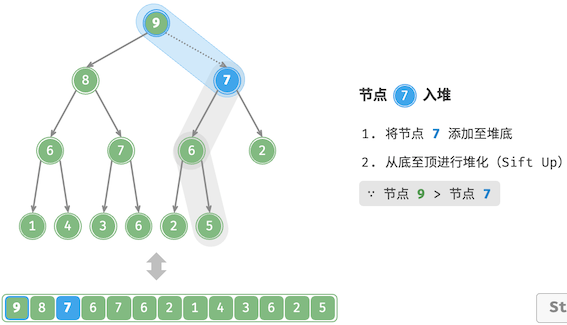 9
8 7
6 7 6 2
1 4 3 6 2 5
9 8 7 6 7 6 2 1 4 3 6 2 5
节点 7 入堆
1. 将节点 7 添加至堆底
2. 从底至顶进行堆化（Sift Up）
∵ 节点 9 > 节点 7
St